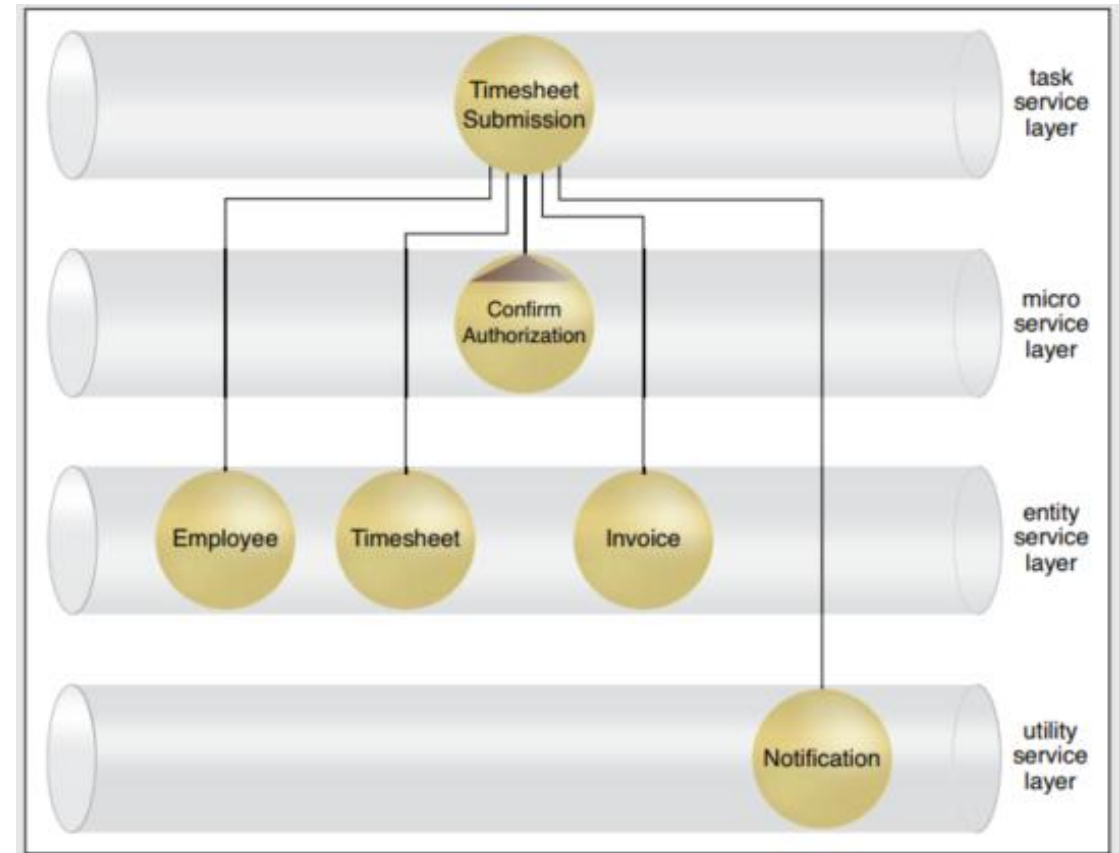 Timesheet
Submission
task
service
layer
Confirm
Authorization
micro
service
layer
Employee
Timesheet
Invoice
entity
service
layer
Notification
utility
service
layer